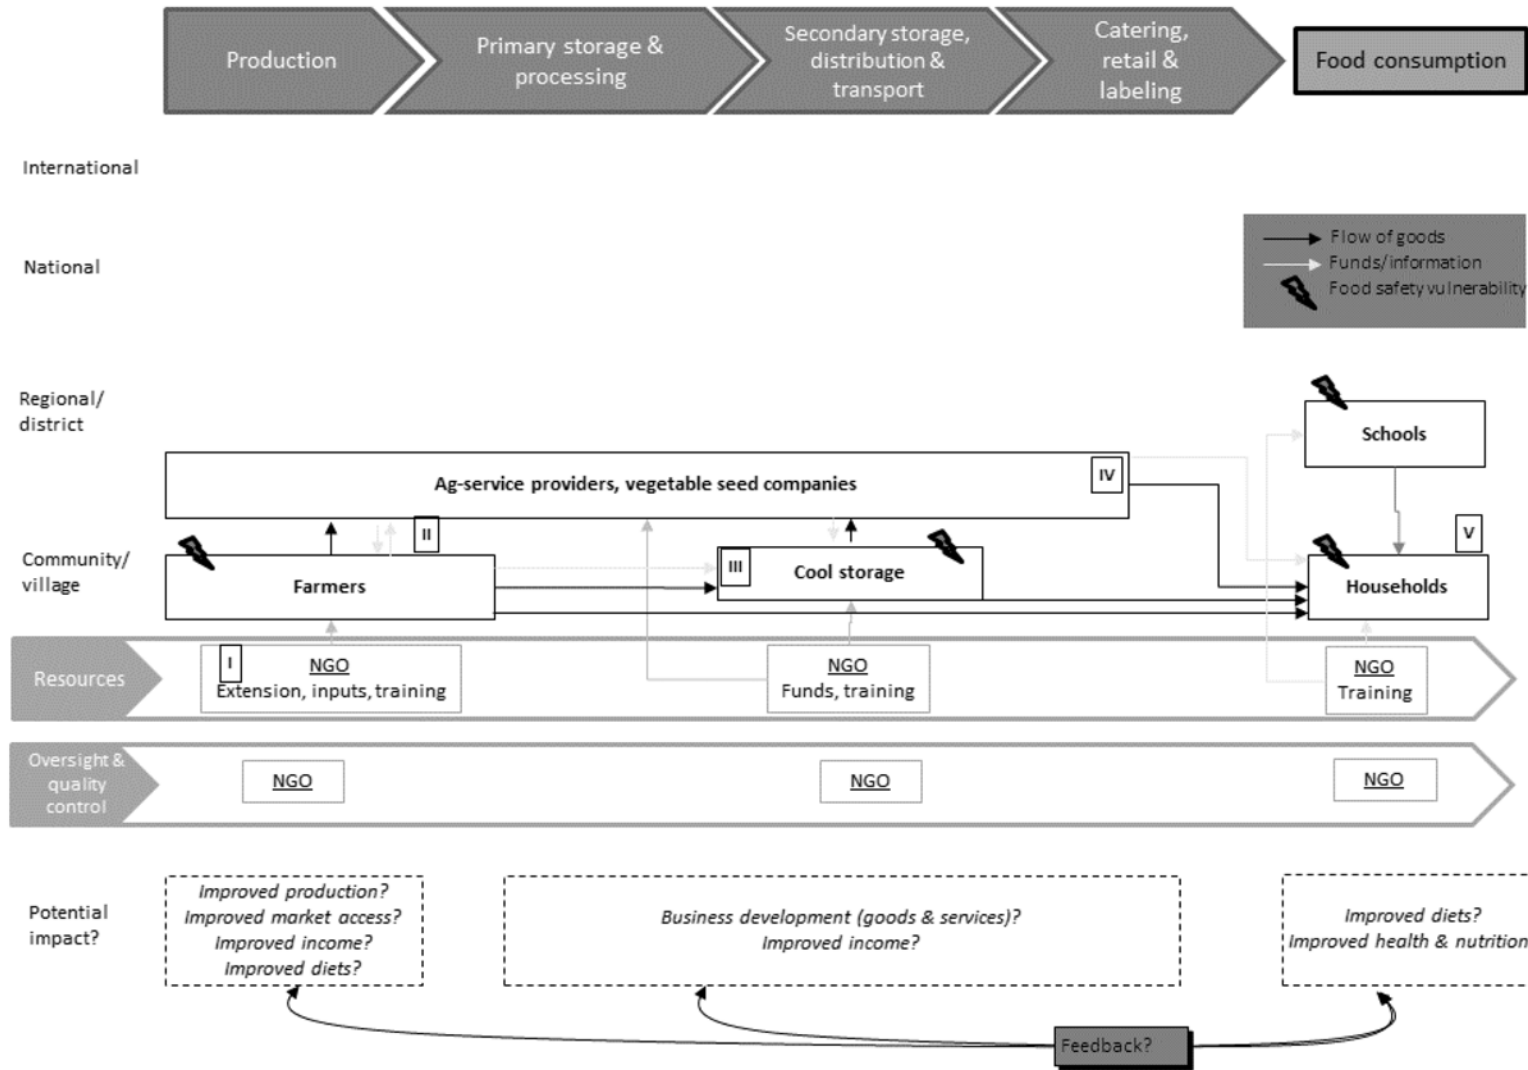 Production
Primary storage &
processing
Secondary storage,
distribution &
transport
Catering,
retail &
labeling
Food consumption
International
National
Flow of goods
Funds/information
Food safety vulnerability
Regional/
district
Schools
Ag-service providers, vegetable seed companies
IV
II
V
Community/
village
Farmers
III
Cool storage
Households
Resources
I
NGO
Extension, inputs, training
NGO
Funds, training
NGO
Training
Oversight &
quality
control
NGO
NGO
NGO
Potential
impact?
Improved production?
Improved market access?
Improved income?
Improved diets?
Business development (goods & services)?
Improved income?
Improved diets?
Improved health & nutrition
Feedback?